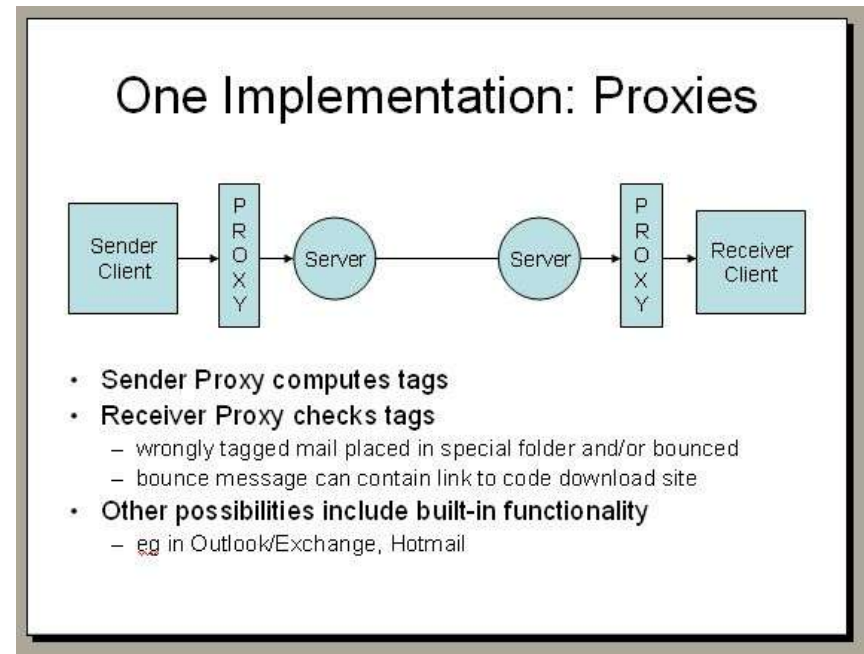 One Implementation: Proxies
Sender
Client
P
R
O
X
Y
Server
Server
P
R
O
X
Y
Receiver
Client
• Sender Proxy computes tags
• Receiver Proxy checks tags
– wrongly tagged mail placed in special folder and/or bounced
– bounce message can contain link to code download site
• Other possibilities include built-in functionality
– eg in Outlook/Exchange, Hotmail